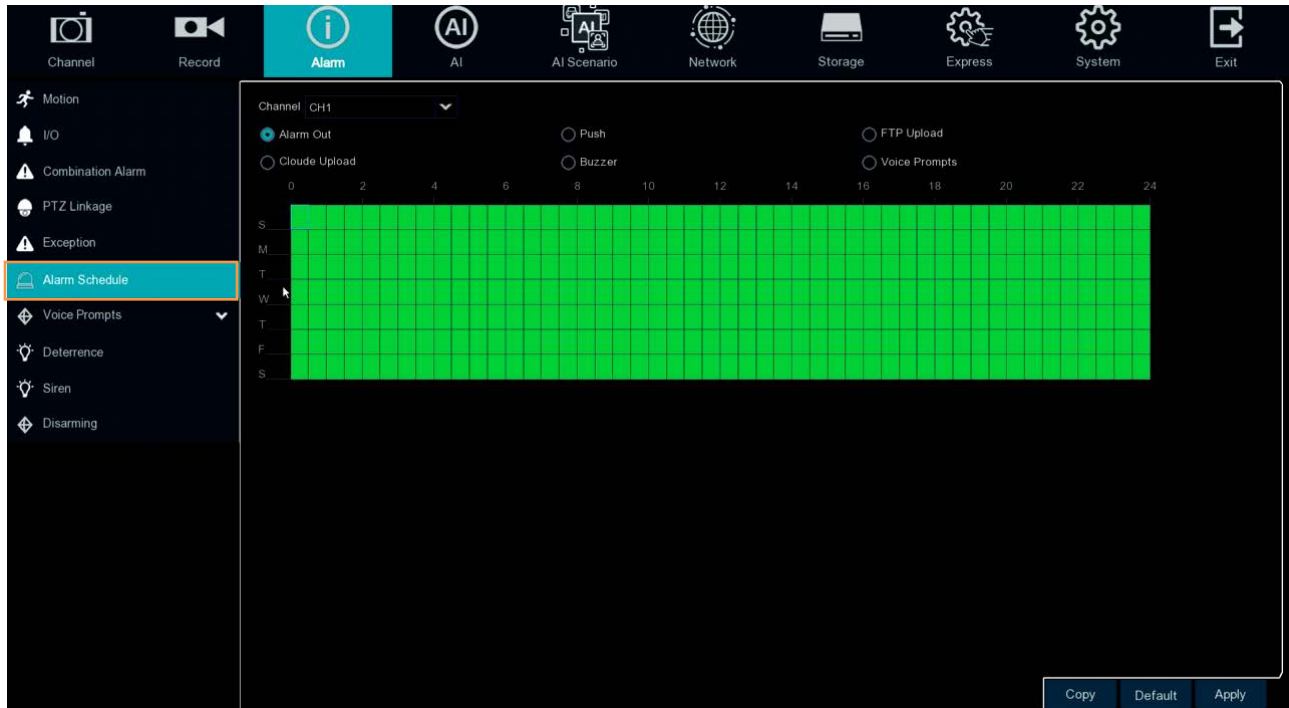 Channel Record Alarm AI AI AI Scenario Network Storage Express System Exit
Motion
I/O
Combination Alarm
PTZ Linkage
Exception
Alarm Schedule
Voice Prompts
Deterrence
Siren
Disarming
Channel CH1
Alarm Out Push FTP Upload
Cloude Upload Buzzer Voice Prompts
0 2 4 6 8 10 12 14 16 18 20 22 24
S
M
T
W
T
F
S
Copy Default Apply